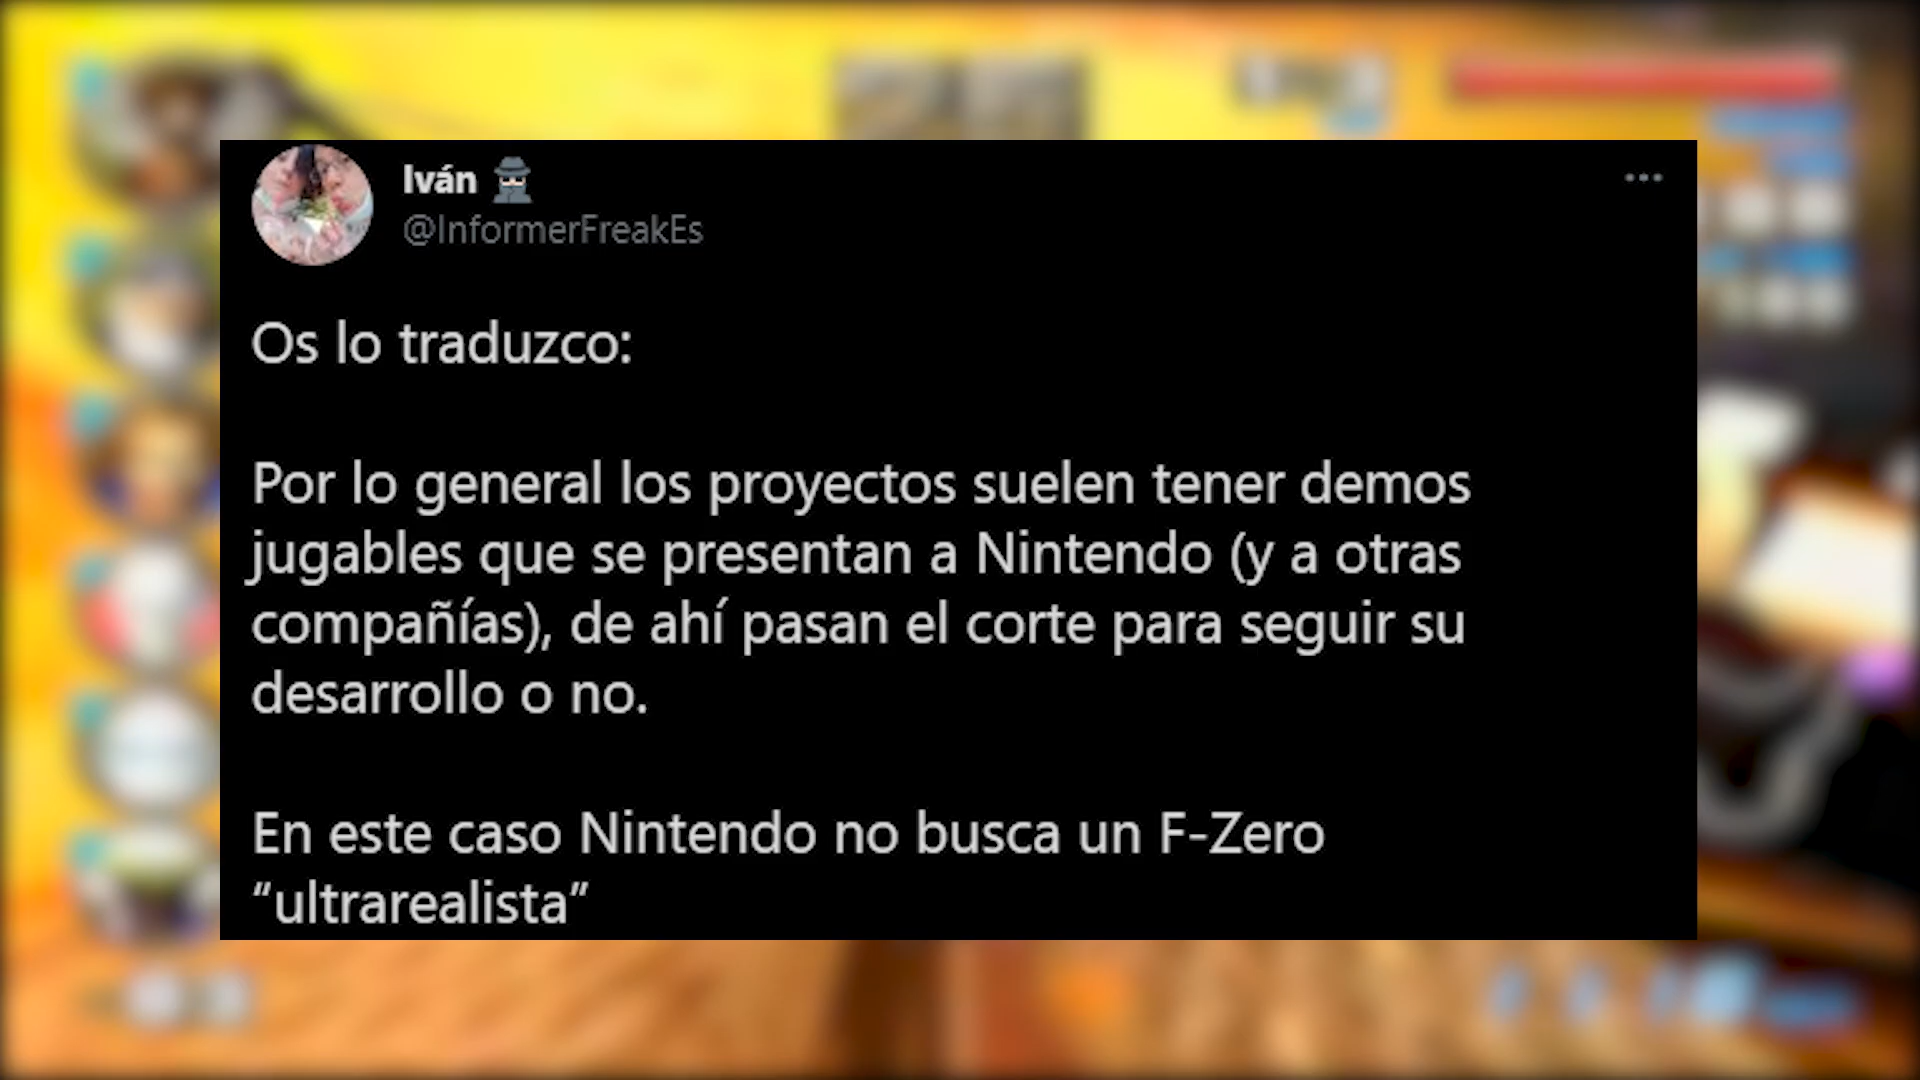 Iván
@InformerFreakEs
Os lo traduzco:
Por lo general los proyectos suelen tener demos
jugables que se presentan a Nintendo (y a otras
compañías), de ahí pasan el corte para seguir su
desarrollo o no.
En este caso Nintendo no busca un F-Zero
“ultrarealista”